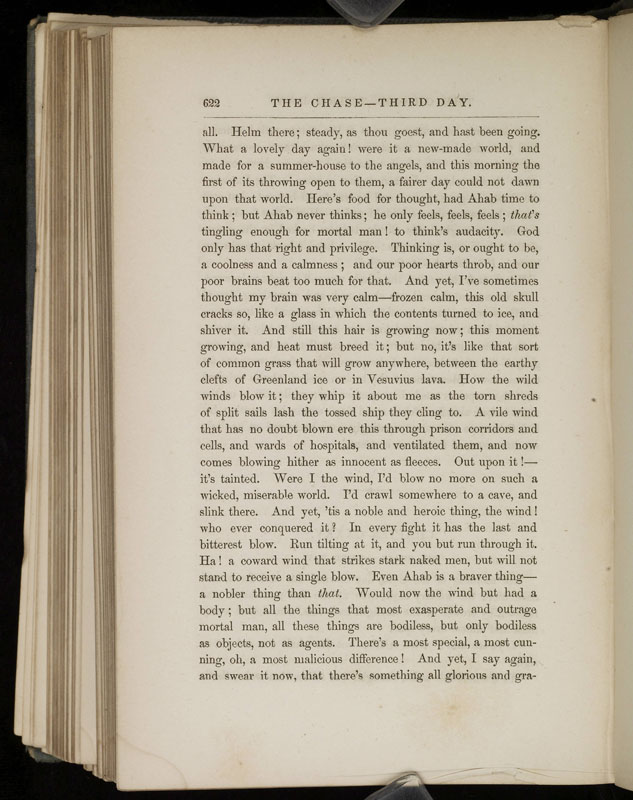 622 THE CHASE—THIRD DAY.
all. Helm there; steady, as thou goest, and hast been going.
What a lovely day again! were it a new-made world, and
made for a summer-house to the angels, and this morning the
first of its throwing open to them, a fairer day could not dawn
upon that world. Here's food for thought, had Ahab time to
think; but Ahab never thinks; he only feels, feels, feels; that's
tingling enough for mortal man! to think's audacity. God
only has that right and privilege. Thinking is, or ought to be,
a coolness and a calmness; and our poor hearts throb, and our
poor brains beat too much for that. And yet, I've sometimes
thought my brain was very calm—frozen calm, this old skull
cracks so, like a glass in which the contents turned to ice, and
shiver it. And still this hair is growing now; this moment
growing, and heat must breed it; but no, it's like that sort
of common grass that will grow anywhere, between the earthy
clefts of Greenland ice or in Vesuvius lava. How the wild
winds blow it; they whip it about me as the torn shreds
of split sails lash the tossed ship they cling to. A vile wind
that has no doubt blown ere this through prison corridors and
cells, and wards of hospitals, and ventilated them, and now
comes blowing hither as innocent as fleeces. Out upon it!—
it's tainted. Were I the wind, I'd blow no more on such a
wicked, miserable world. I'd crawl somewhere to a cave, and
slink there. And yet, 'tis a noble and heroic thing, the wind!
who ever conquered it? In every fight it has the last and
bitterest blow. Run tilting at it, and you but run through it.
Ha! a coward wind that strikes stark naked men, but will not
stand to receive a single blow. Even Ahab is a braver thing—
a nobler thing than that. Would now the wind but had a
body; but all the things that most exasperate and outrage
mortal man, all these things are bodiless, but only bodiless
as objects, not as agents. There's a most special, a most cun-
ning, oh, a most malicious difference! And yet, I say again,
and swear it now, that there's something all glorious and gra-